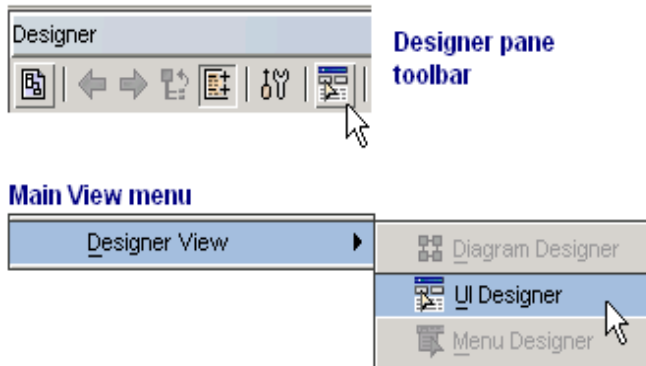 Designer
Designer pane
toolbar
Main View menu
Designer View
Diagram Designer
UI Designer
Menu Designer